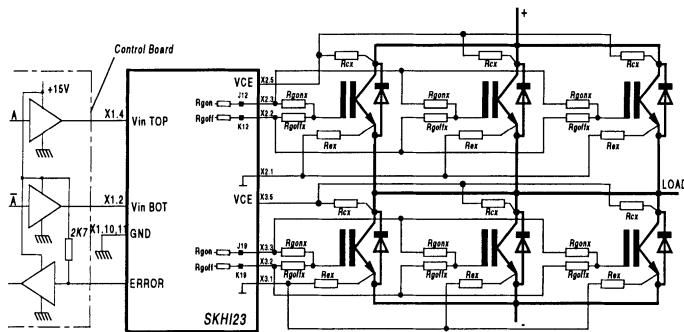 Control Board
+15V
A
X1.4
Vin TOP
A
X1.2
Vin BOT
X1,10,11
GND
2K7
ERROR
SKHI23
VCE
X2.5
Rgon
J12
X2.3
Rgoff
K12
X2.2
X2.1
VCE
X3.5
Rgon
J19
X3.3
Rgoff
K19
X3.2
X3.1
+
Rcx
Rcx
Rcx
Rgonx
Rgonx
Rgonx
Rgoffx
Rgoffx
Rgoffx
Rex
Rex
Rex
LOAD
Rcx
Rcx
Rcx
Rgonx
Rgonx
Rgonx
Rgoffx
Rgoffx
Rgoffx
Rex
Rex
Rex
-